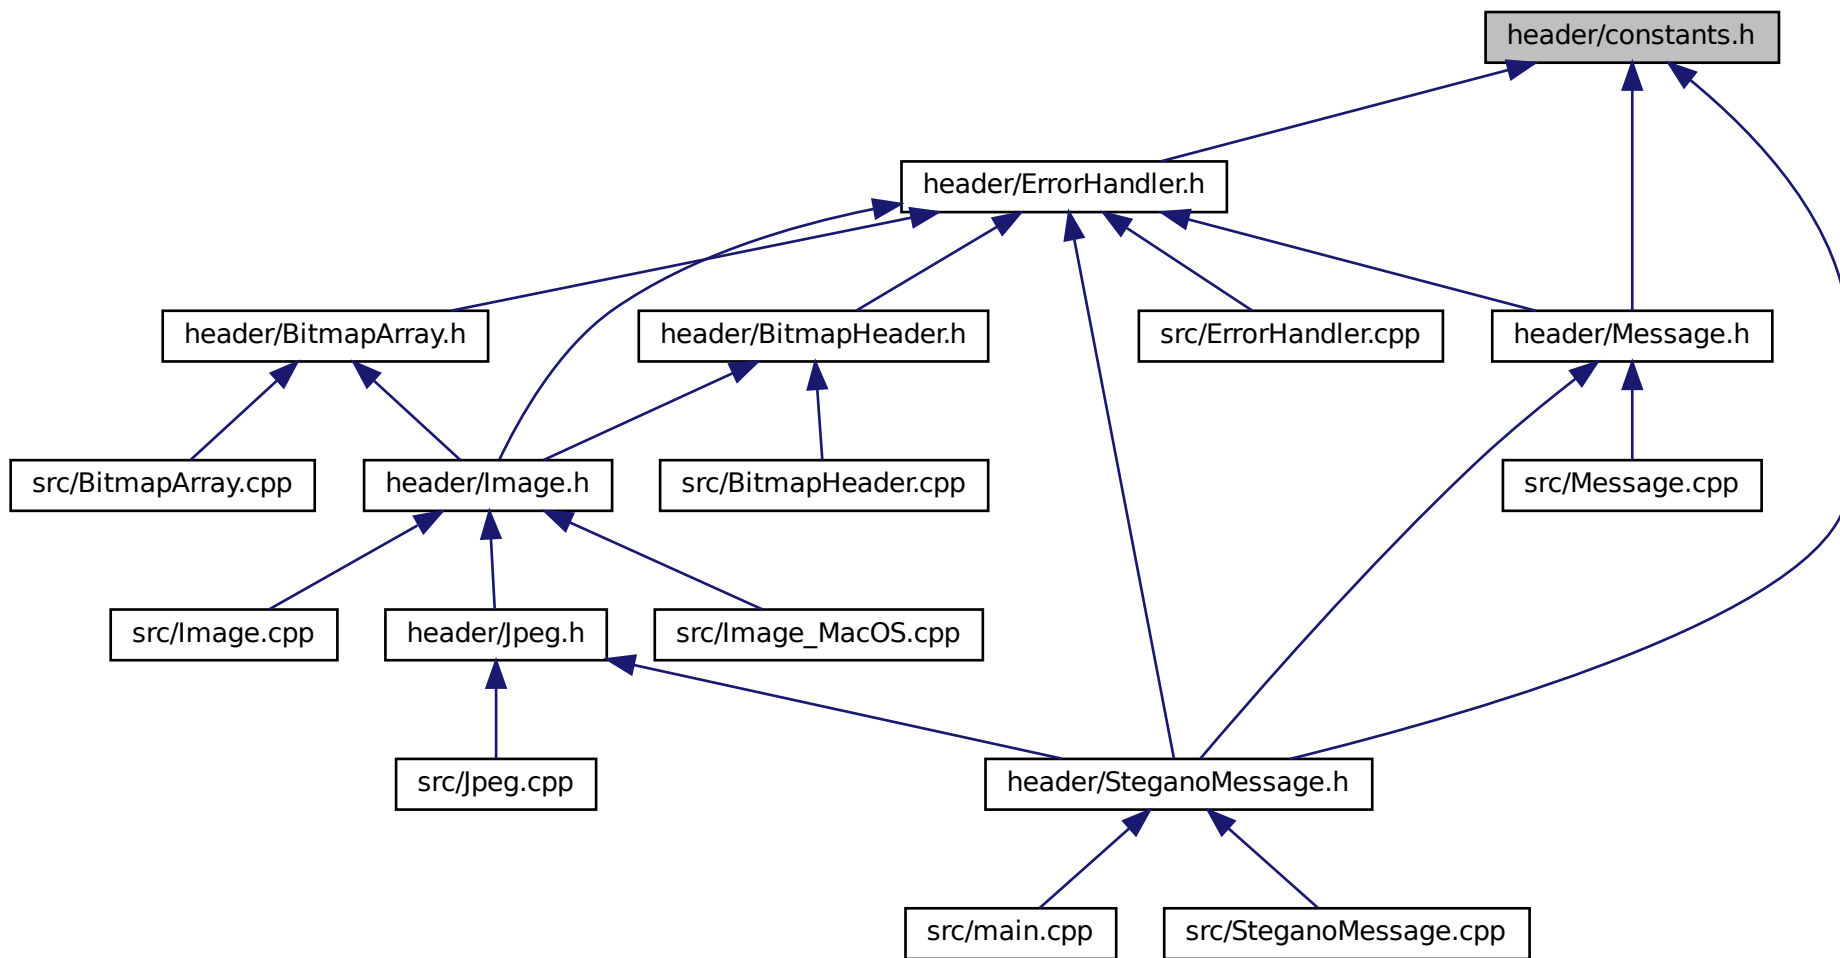 header/constants.h
header/ErrorHandler.h
header/BitmapArray.h
header/BitmapHeader.h
src/ErrorHandler.cpp
header/Message.h
src/BitmapArray.cpp
header/Image.h
src/BitmapHeader.cpp
src/Message.cpp
src/Image.cpp
header/Jpeg.h
src/Image_MacOS.cpp
src/Jpeg.cpp
header/SteganoMessage.h
src/main.cpp
src/SteganoMessage.cpp